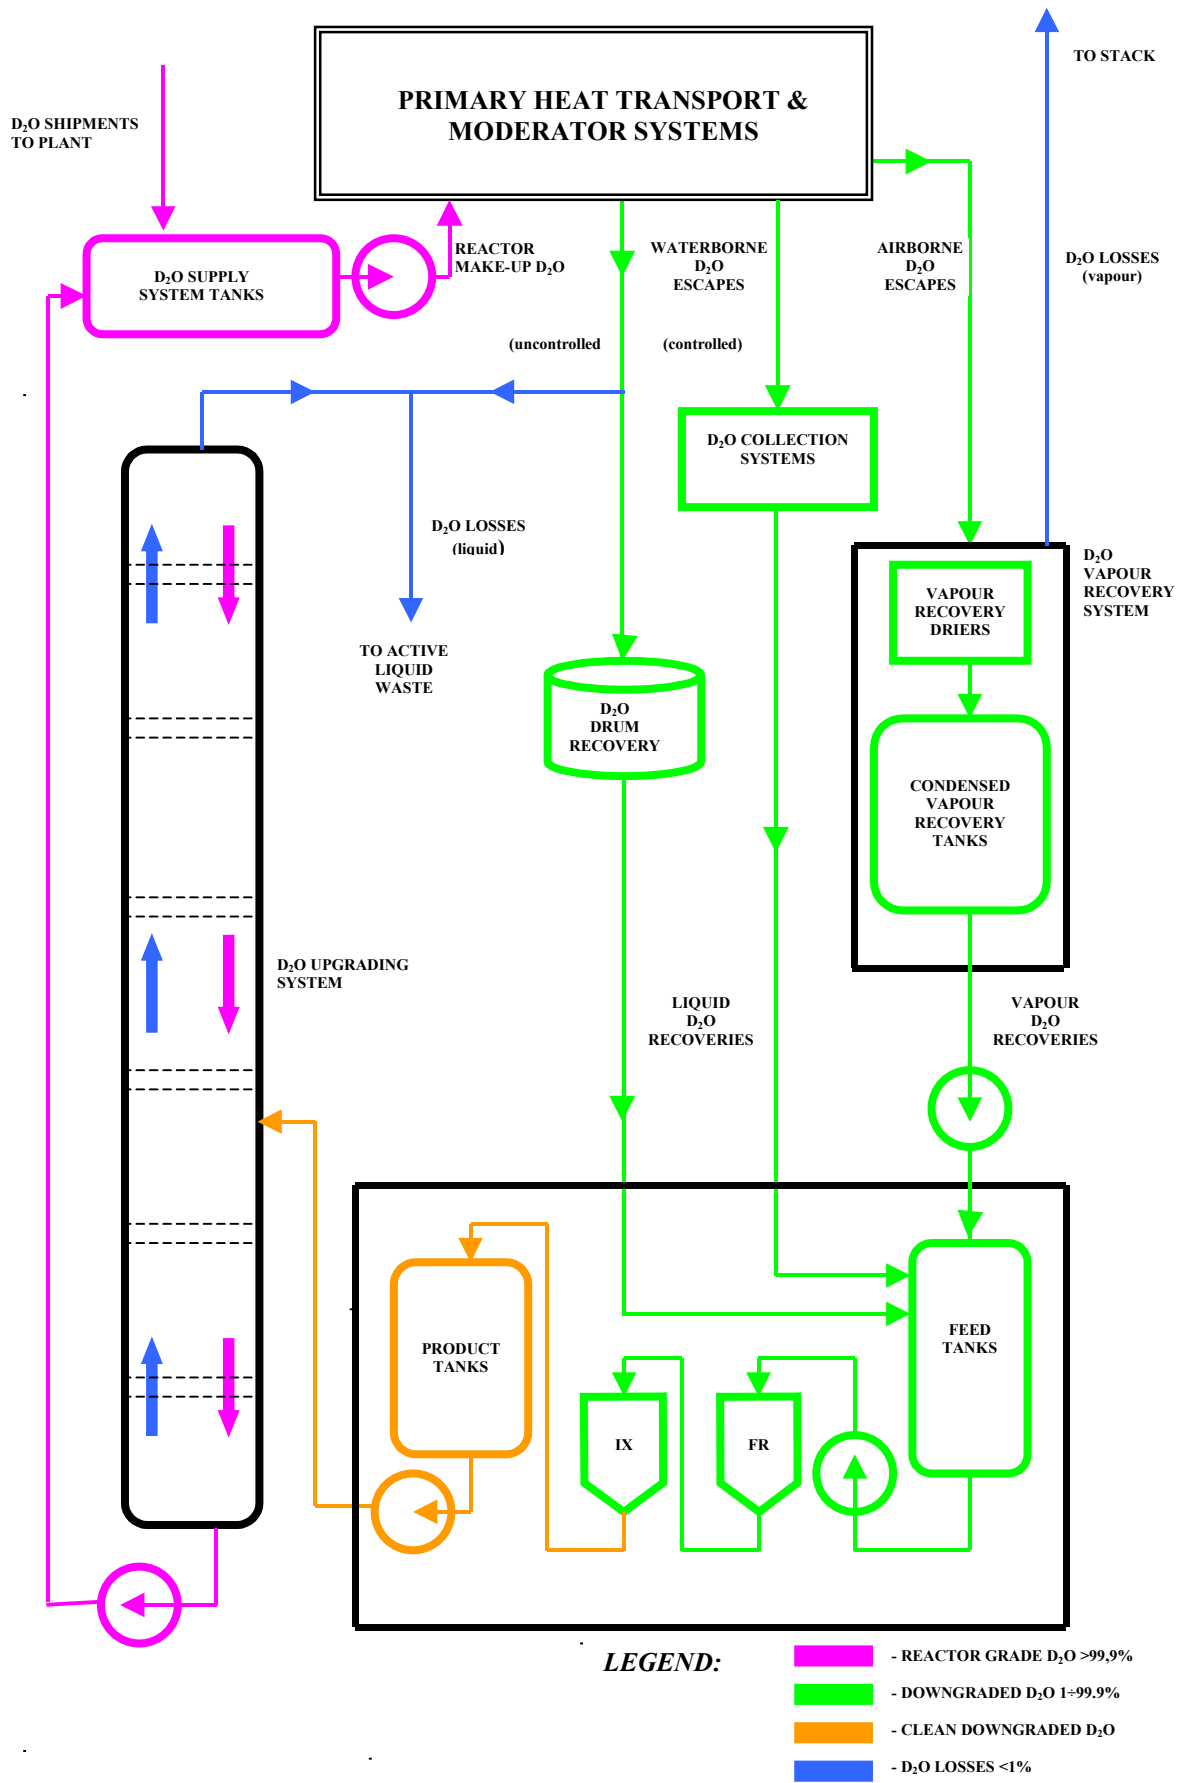 TO STACK
PRIMARY HEAT TRANSPORT &
MODERATOR SYSTEMS
D₂O SHIPMENTS
TO PLANT
REACTOR
MAKE-UP D₂O
WATERBORNE
D₂O
ESCAPES
AIRBORNE
D₂O
ESCAPES
D₂O LOSSES
(vapour)
D₂O SUPPLY
SYSTEM TANKS
(uncontrolled
(controlled)
D₂O COLLECTION
SYSTEMS
D₂O LOSSES
(liquid)
D₂O
VAPOUR
RECOVERY
SYSTEM
VAPOUR
RECOVERY
DRIERS
TO ACTIVE
LIQUID
WASTE
D₂O
DRUM
RECOVERY
CONDENSED
VAPOUR
RECOVERY
TANKS
D₂O UPGRADING
SYSTEM
LIQUID
D₂O
RECOVERIES
VAPOUR
D₂O
RECOVERIES
PRODUCT
TANKS
FEED
TANKS
IX
FR
LEGEND:
- REACTOR GRADE D₂O >99,9%
- DOWNGRADED D₂O 1÷99.9%
- CLEAN DOWNGRADED D₂O
- D₂O LOSSES <1%